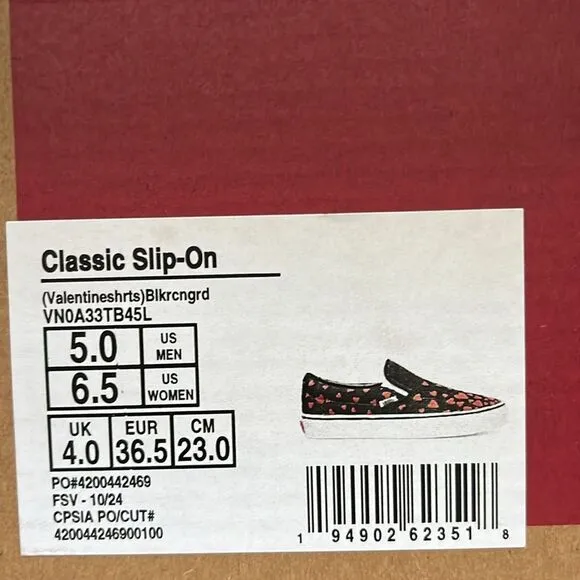 Classic Slip-On
(Valentineshrts)Blkrcngrd
VN0A33TB45L
5.0 US MEN
6.5 US WOMEN
UK EUR CM
4.0 36.5 23.0
PO#4200442469
FSV - 10/24
CPSIA PO/CUT#
420044246900100
1 94902 62351 8